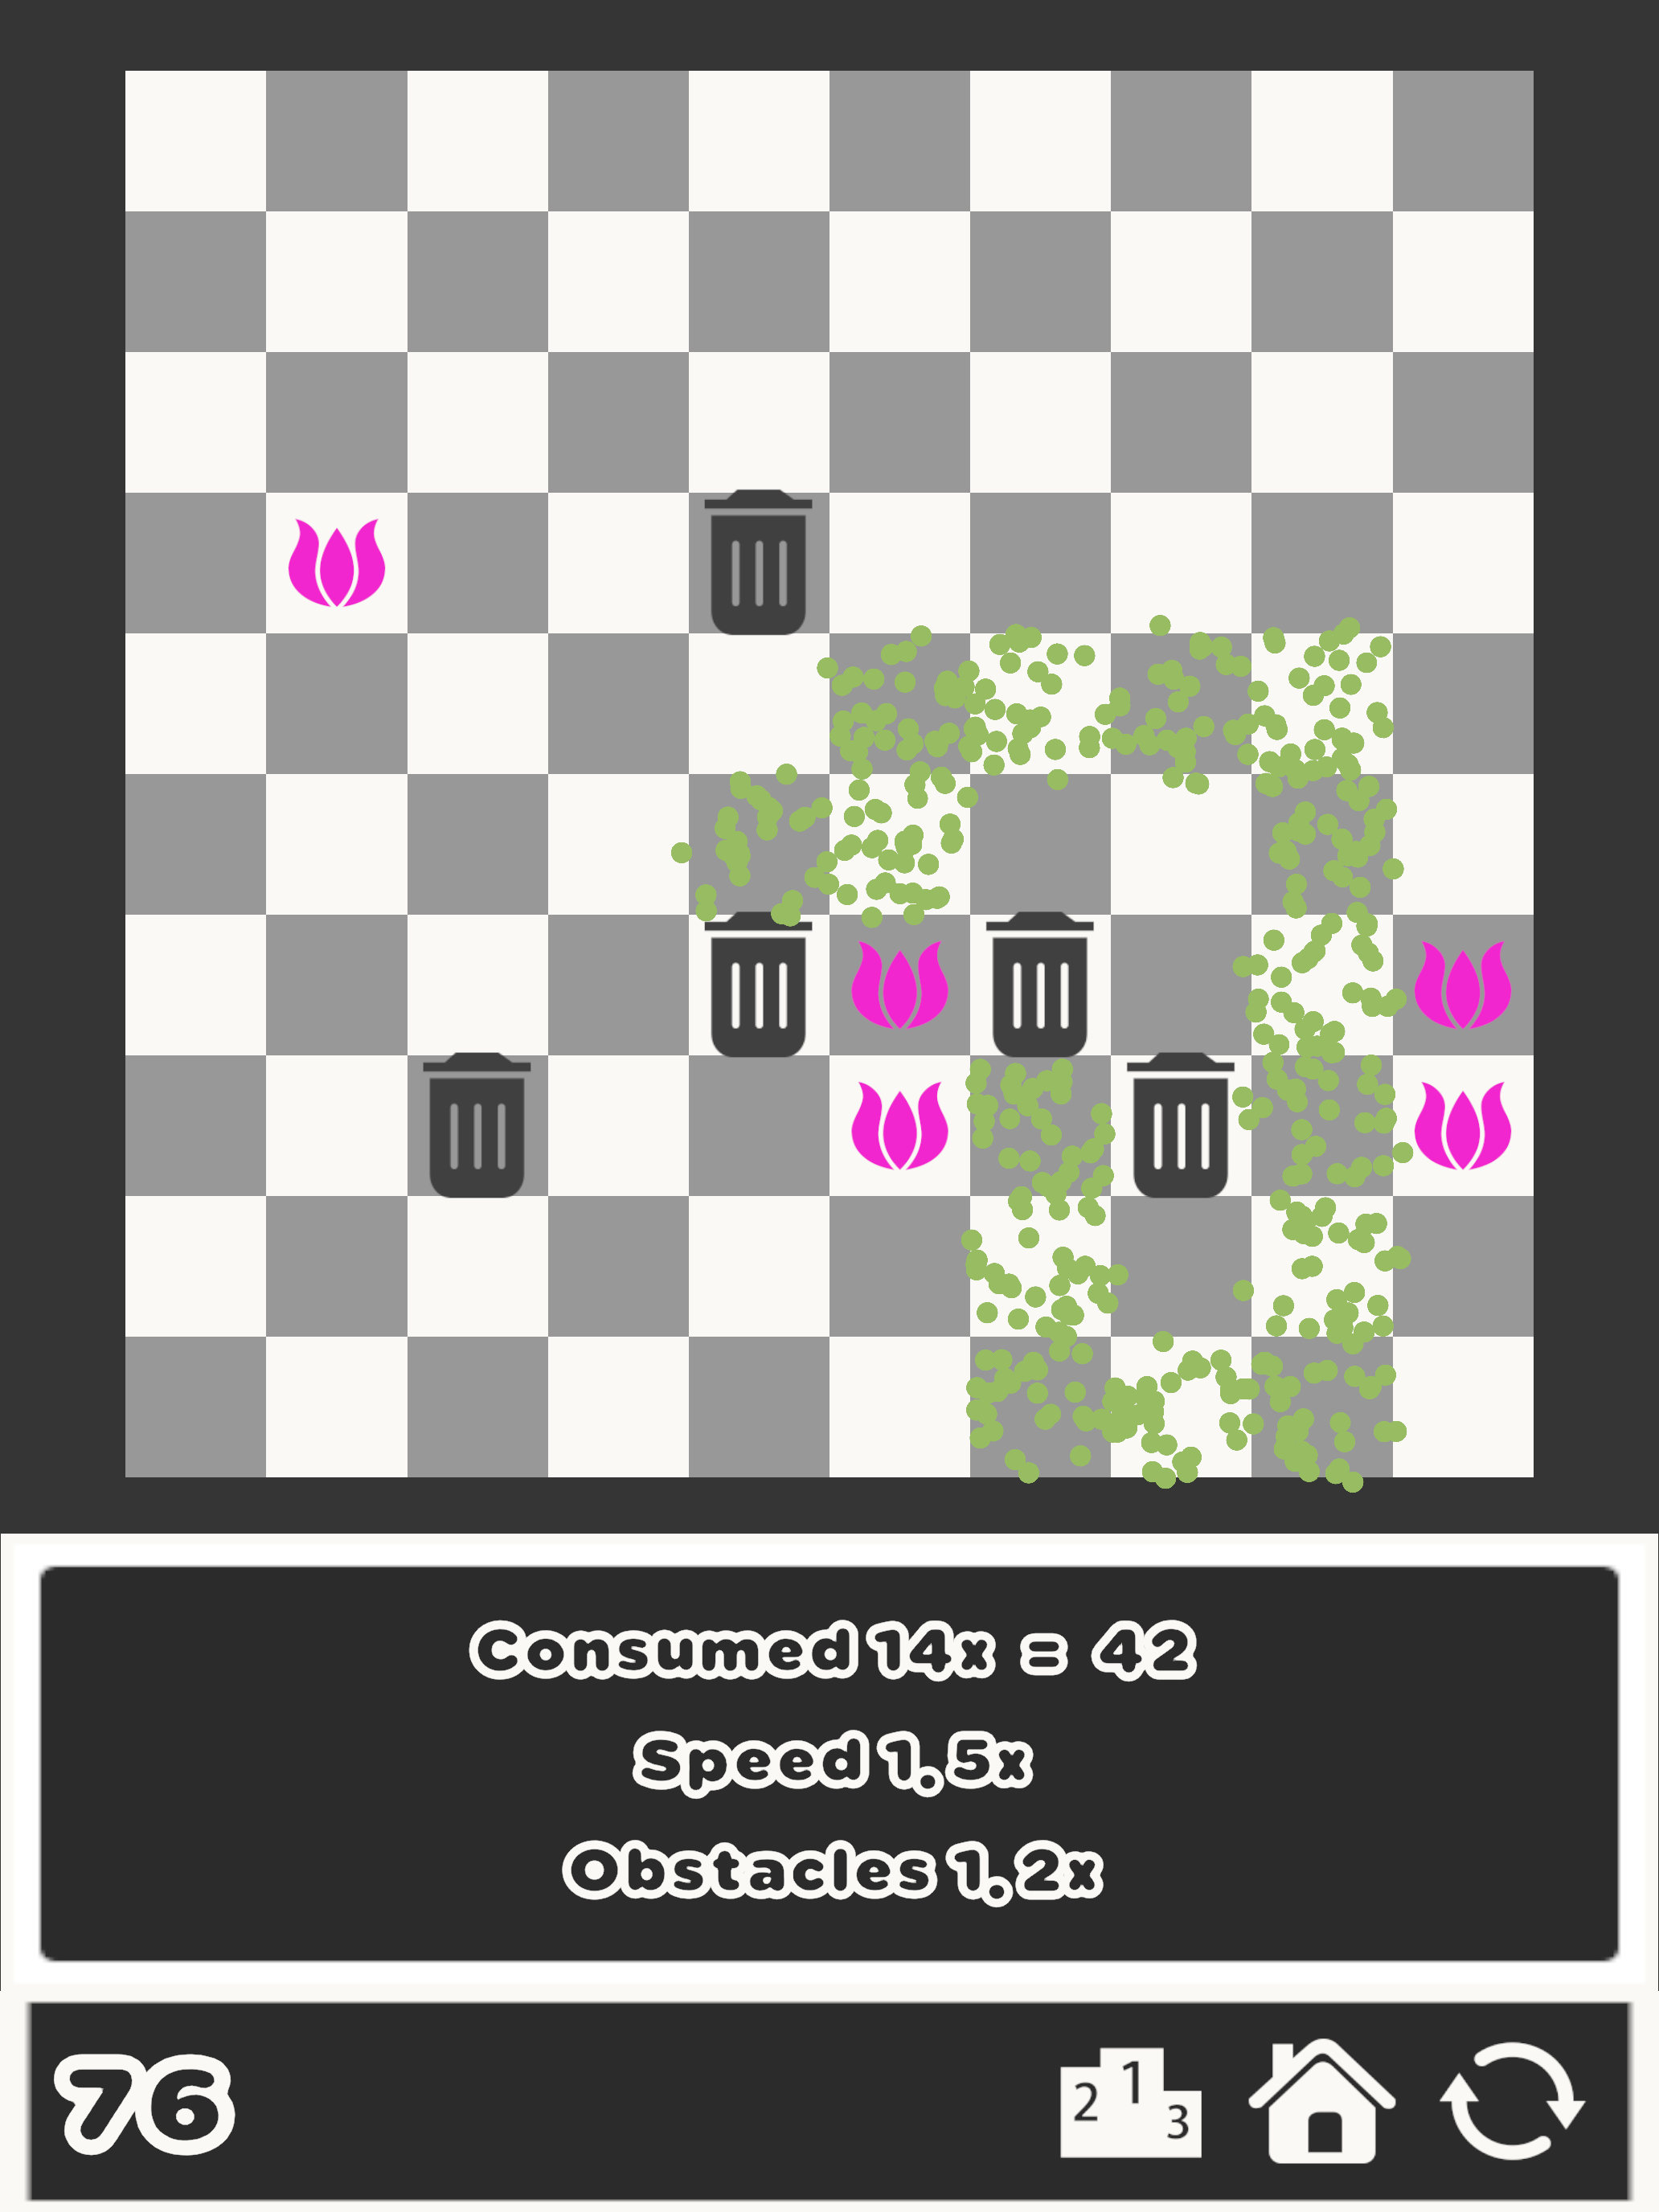 Consumed 14x = 42
Speed 1.5x
Obstacles 1.2x
76
2 1 3